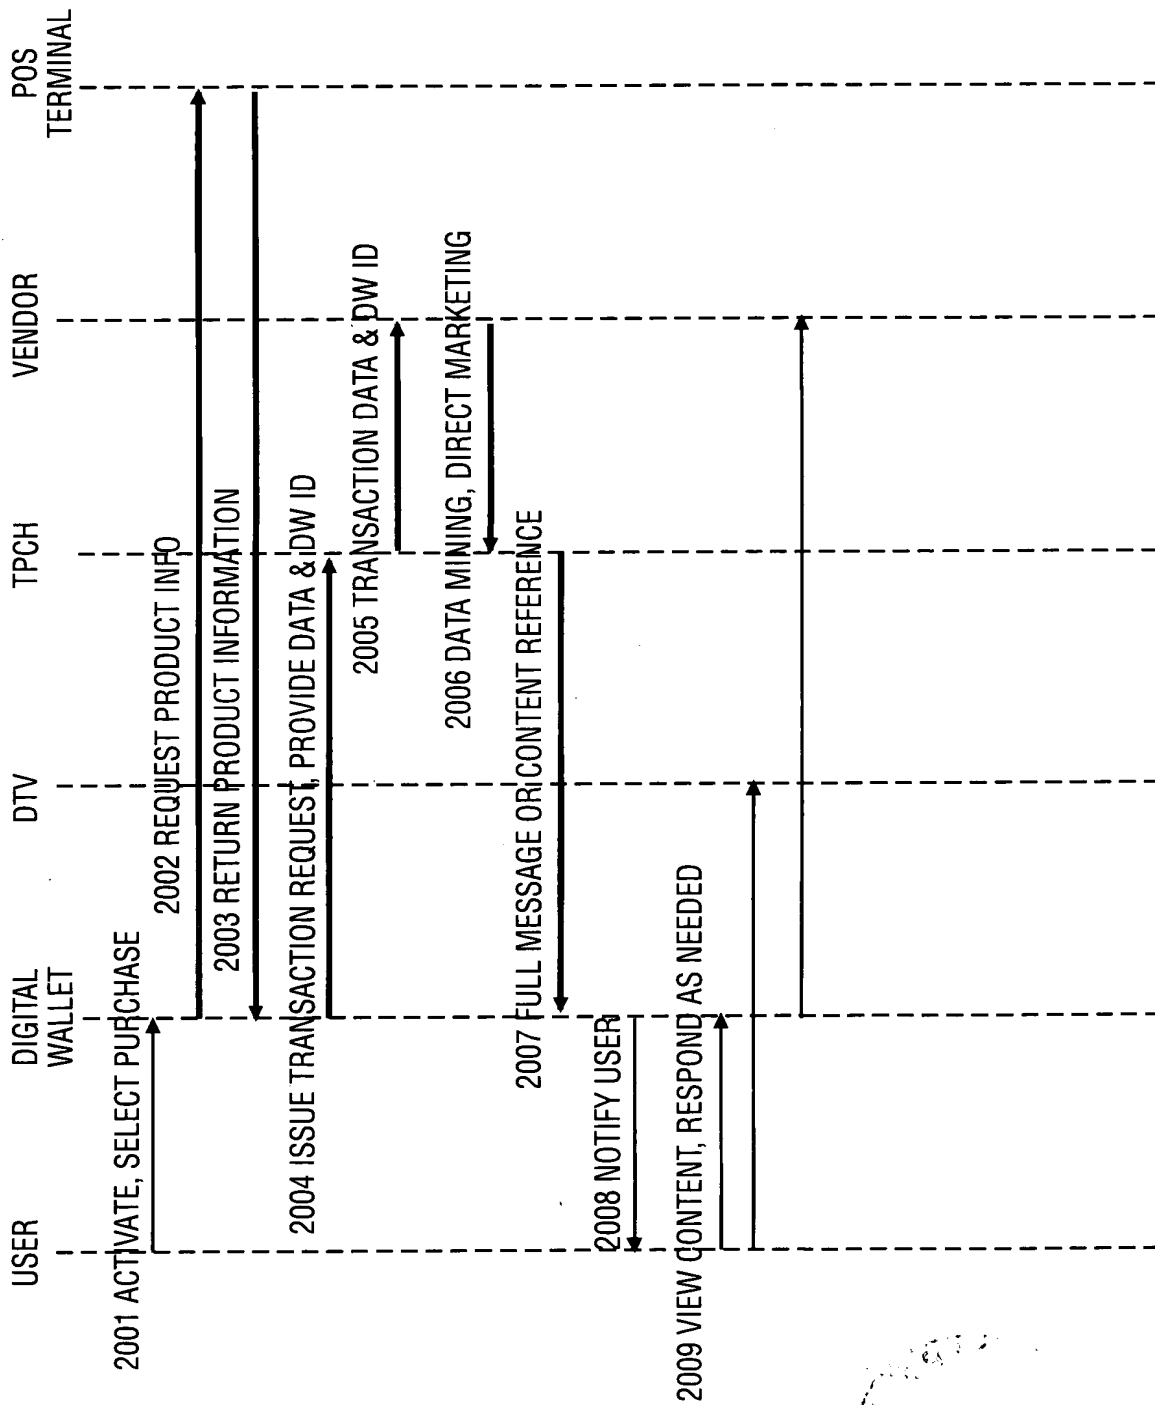 USER
DIGITAL
WALLET
DTV
TPCH
VENDOR
POS
TERMINAL
2001 ACTIVATE, SELECT PURCHASE
2002 REQUEST PRODUCT INFO
2003 RETURN PRODUCT INFORMATION
2004 ISSUE TRANSACTION REQUEST, PROVIDE DATA & DW ID
2005 TRANSACTION DATA & DW ID
2006 DATA MINING, DIRECT MARKETING
2007 FULL MESSAGE OR CONTENT REFERENCE
2008 NOTIFY USER
2009 VIEW CONTENT, RESPOND AS NEEDED